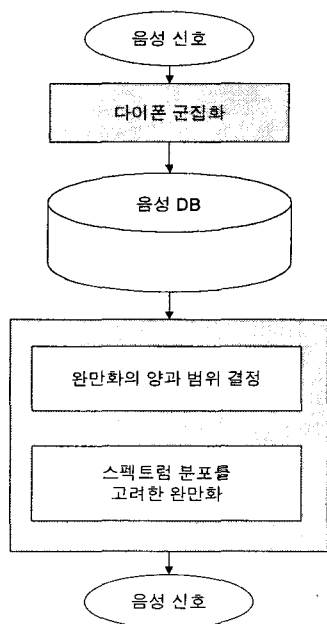 음성 신호
다이폰 군집화
음성 DB
완만화의 양과 범위 결정
스펙트럼 분포를
고려한 완만화
음성 신호